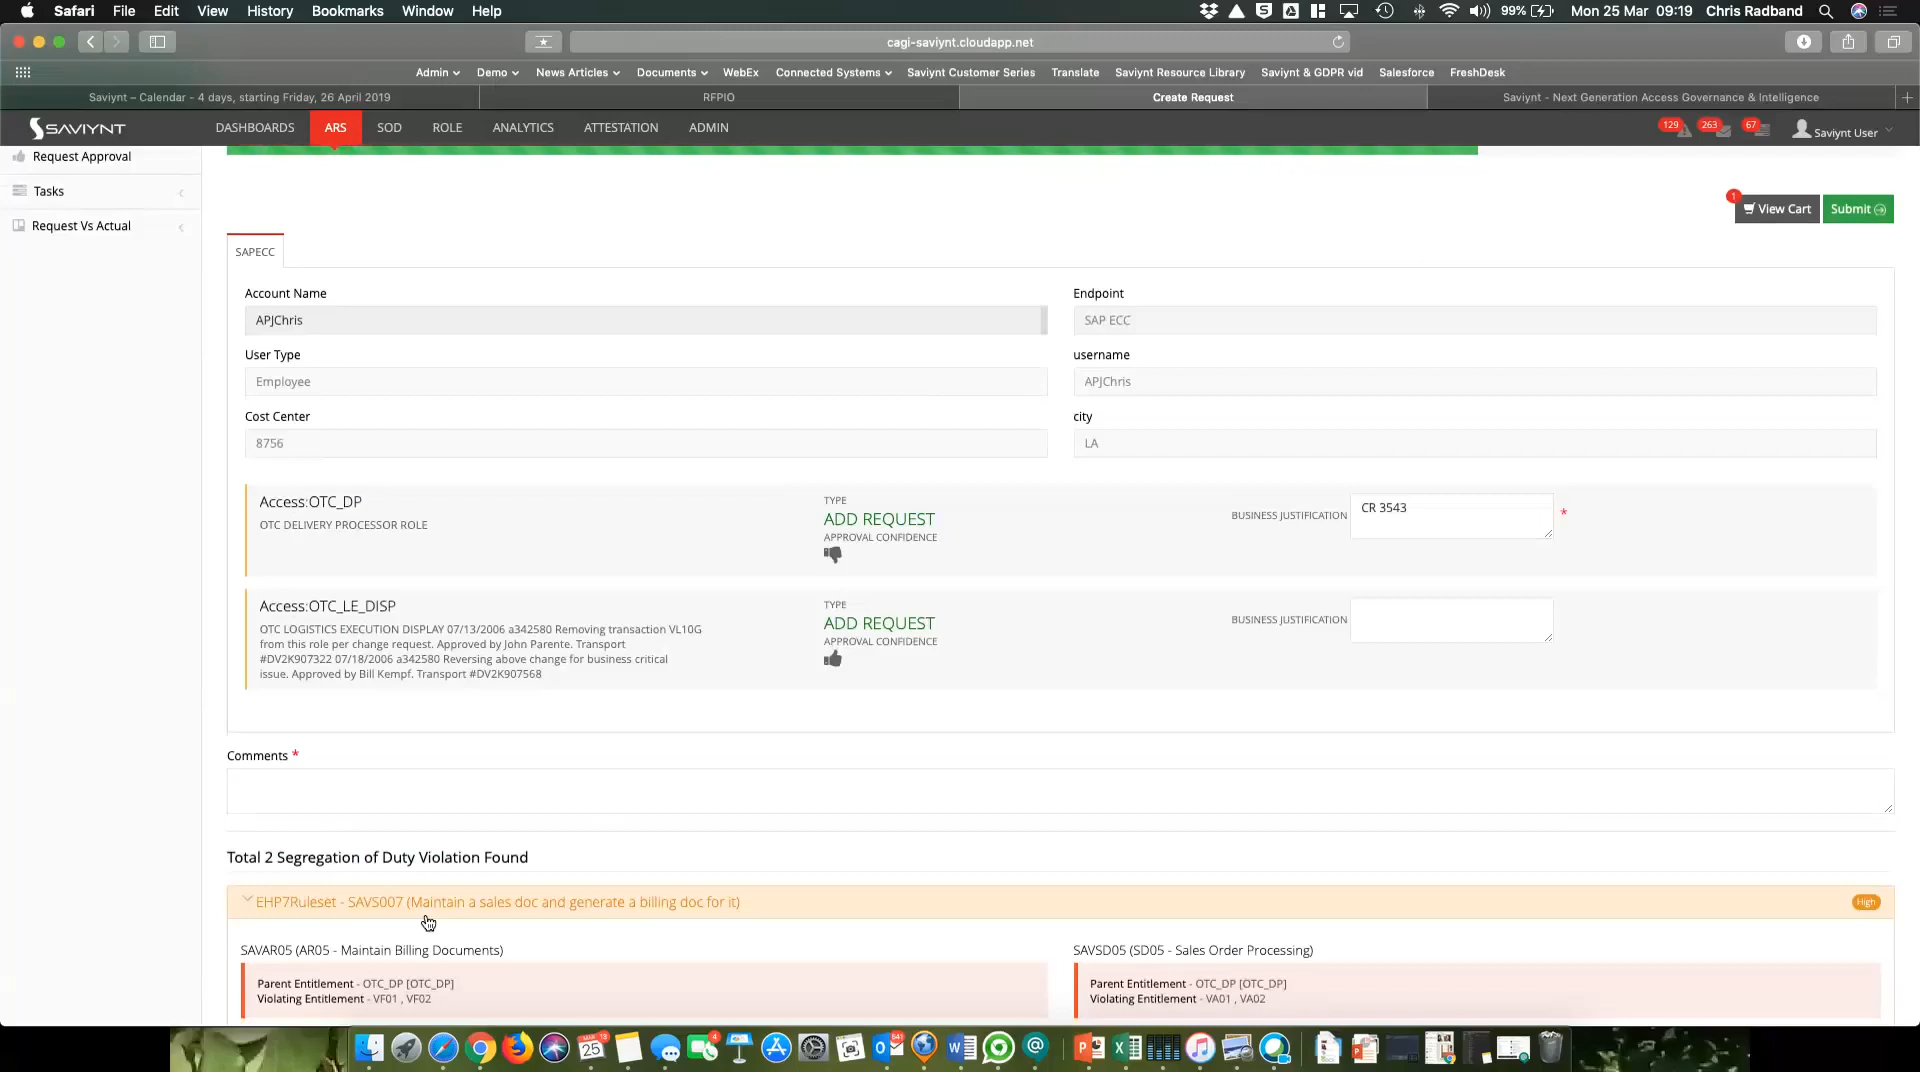 Safari File Edit View History Bookmarks Window Help
99% Mon 25 Mar 09:19 Chris Radband
cagi-saviynt.cloudapp.net
Admin Demo News Articles Documents WebEx Connected Systems Saviynt Customer Series Translate Saviynt Resource Library Saviynt & GDPR vid Salesforce FreshDesk
Saviynt – Calendar - 4 days, starting Friday, 26 April 2019
RFPIO
Create Request
Saviynt - Next Generation Access Governance & Intelligence
SAVIYNT
DASHBOARDS ARS SOD ROLE ANALYTICS ATTESTATION ADMIN
129 263 67 Saviynt User
Request Approval
Tasks
Request Vs Actual
1
View Cart Submit
SAPECC
Account Name
Endpoint
APJChris
SAP ECC
User Type
username
Employee
APJChris
Cost Center
city
8756
LA
Access:OTC_DP
OTC DELIVERY PROCESSOR ROLE
TYPE
ADD REQUEST
APPROVAL CONFIDENCE
BUSINESS JUSTIFICATION CR 3543 *
Access:OTC_LE_DISP
OTC LOGISTICS EXECUTION DISPLAY 07/13/2006 a342580 Removing transaction VL10G
from this role per change request. Approved by John Parente. Transport
#DV2K907322 07/18/2006 a342580 Reversing above change for business critical
issue. Approved by Bill Kempf. Transport #DV2K907568
TYPE
ADD REQUEST
APPROVAL CONFIDENCE
BUSINESS JUSTIFICATION
Comments *
Total 2 Segregation of Duty Violation Found
EHP7Ruleset - SAVS007 (Maintain a sales doc and generate a billing doc for it)
High
SAVAR05 (AR05 - Maintain Billing Documents)
Parent Entitlement - OTC_DP [OTC_DP]
Violating Entitlement - VF01 , VF02
SAVSD05 (SD05 - Sales Order Processing)
Parent Entitlement - OTC_DP [OTC_DP]
Violating Entitlement - VA01 , VA02
25
4